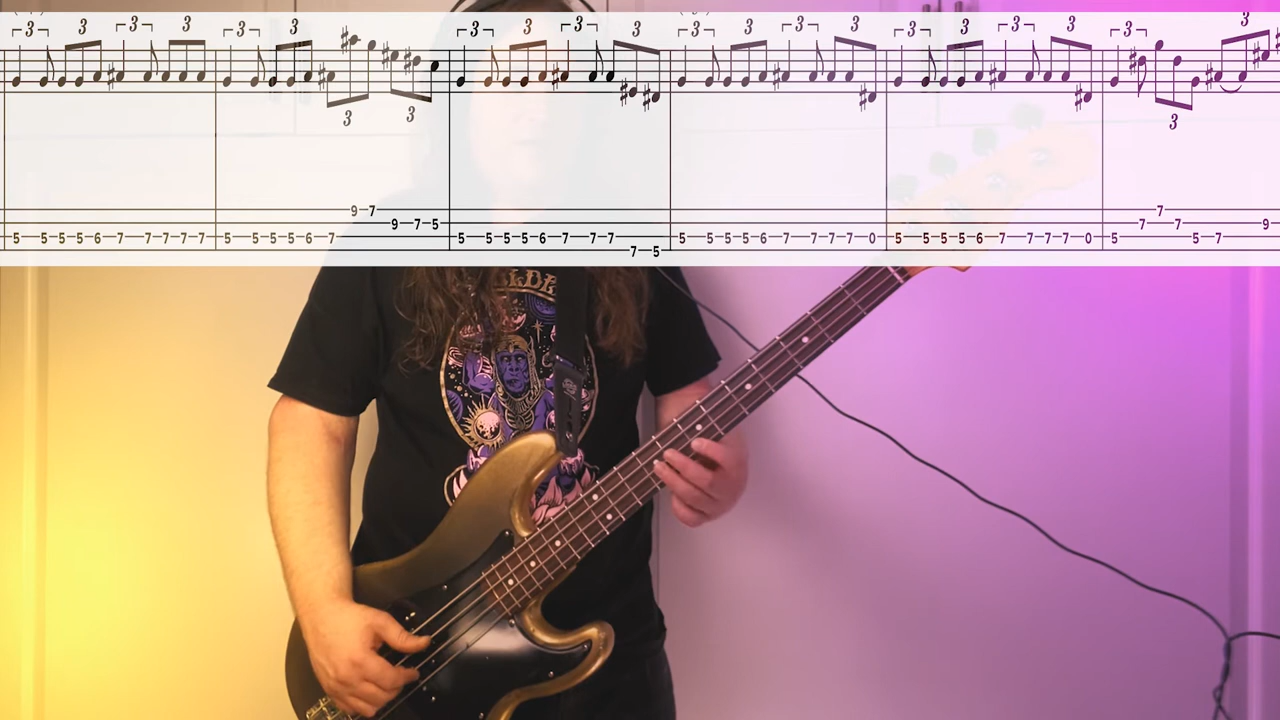 3 3 3 3 3 3 3 3 3 3 3 3 3 3 3 3 3 3
3 3 3
9 7 7
9 7 5 7 7 9
5 5 5 5 6 7 7 7 7 7 5 5 5 5 6 7 5 5 5 5 6 7 7 7 5 5 5 5 6 7 7 7 7 0 5 5 5 5 6 7 7 7 7 0 5 5 7
7 5